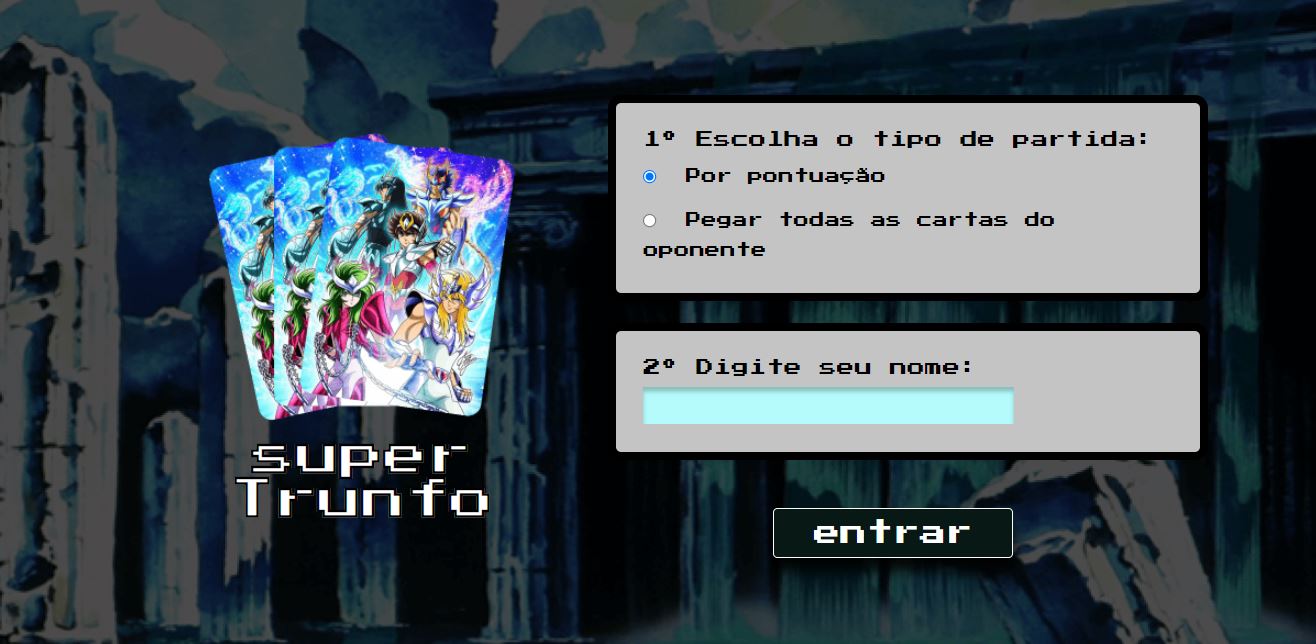 super
Trunfo
1º Escolha o tipo de partida:
Por pontuação
Pegar todas as cartas do
oponente
2º Digite seu nome:
entrar